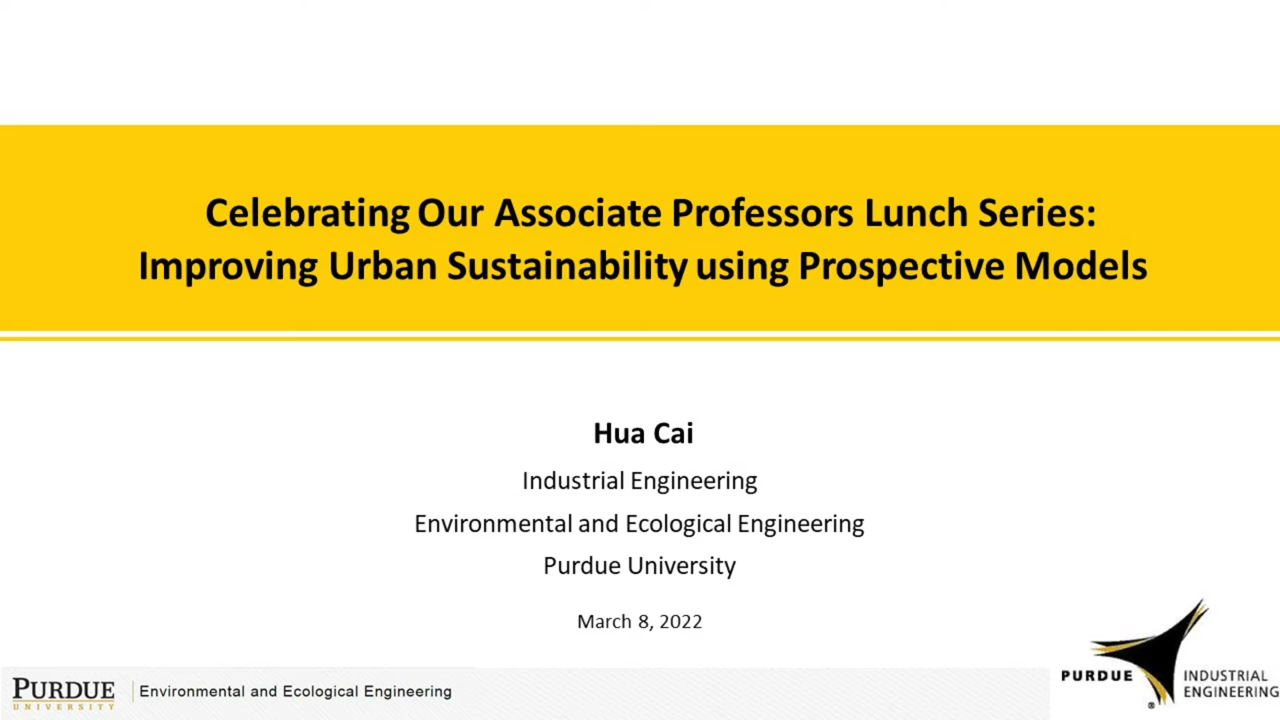 Celebrating Our Associate Professors Lunch Series:
Improving Urban Sustainability using Prospective Models
Hua Cai
Industrial Engineering
Environmental and Ecological Engineering
Purdue University
March 8, 2022
PURDUE
UNIVERSITY
Environmental and Ecological Engineering
PURDUE
INDUSTRIAL
ENGINEERING
®